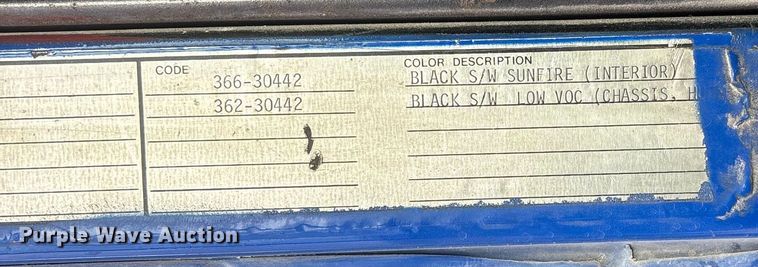 CODE COLOR DESCRIPTION
366-30442 BLACK S/W SUNFIRE (INTERIOR)
362-30442 BLACK S/W LOW VOC (CHASSIS, H
Purple Wave Auction